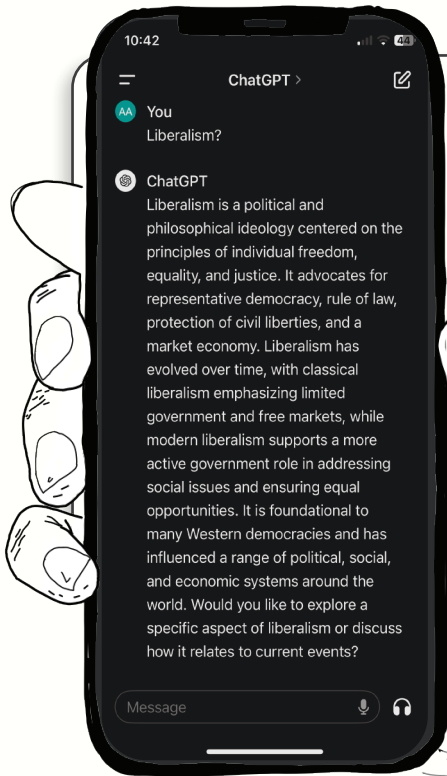 10:42
44
ChatGPT >
AA You
Liberalism?
ChatGPT
Liberalism is a political and
philosophical ideology centered on the
principles of individual freedom,
equality, and justice. It advocates for
representative democracy, rule of law,
protection of civil liberties, and a
market economy. Liberalism has
evolved over time, with classical
liberalism emphasizing limited
government and free markets, while
modern liberalism supports a more
active government role in addressing
social issues and ensuring equal
opportunities. It is foundational to
many Western democracies and has
influenced a range of political, social,
and economic systems around the
world. Would you like to explore a
specific aspect of liberalism or discuss
how it relates to current events?
Message